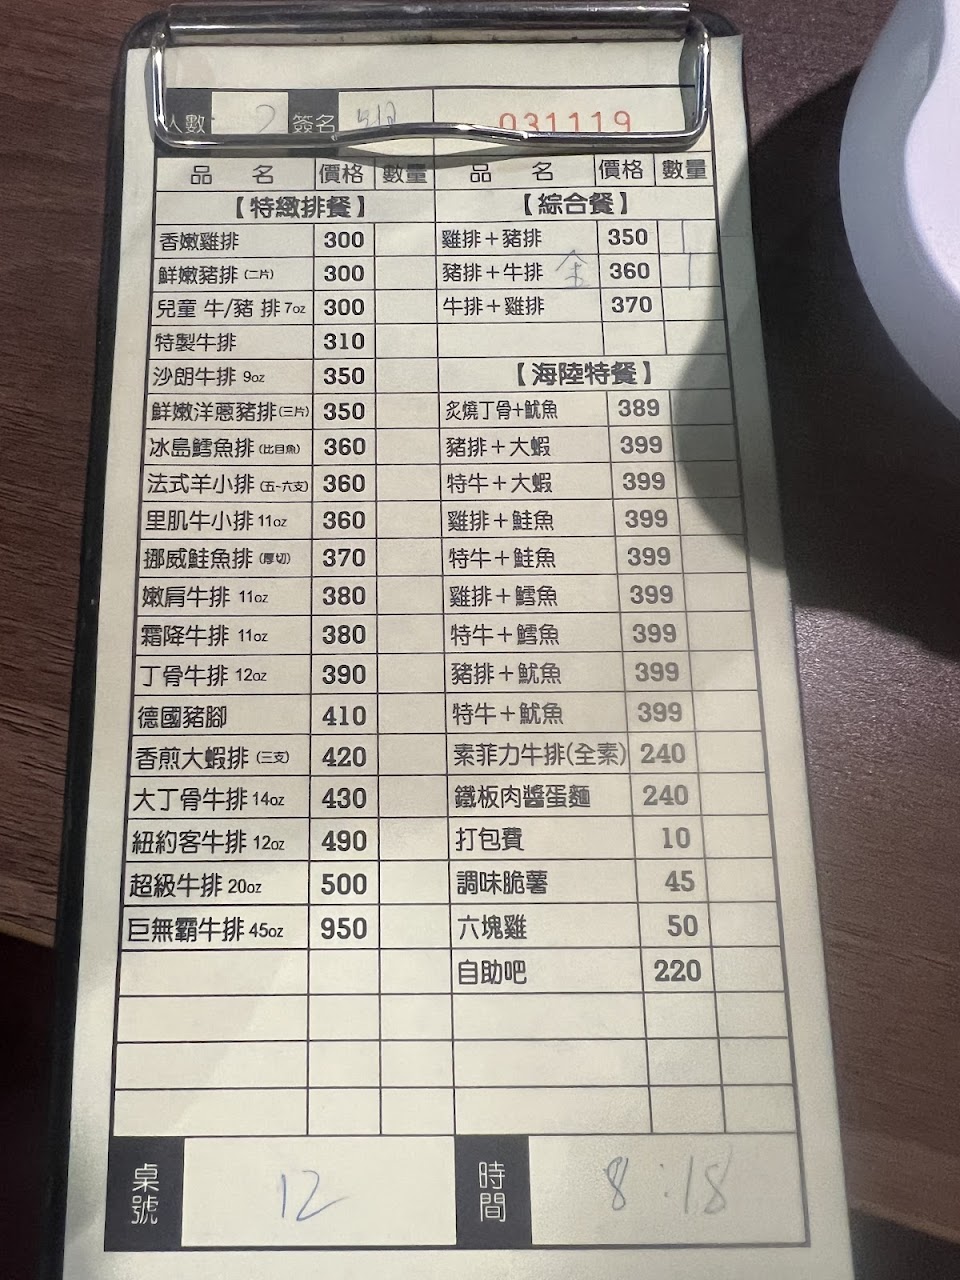 人數 2 簽名 031119
品 名 價格 數量 品 名 價格 數量
【特緻排餐】 【綜合餐】
香嫩雞排 300 雞排＋豬排 350 1
鮮嫩豬排(二片) 300 豬排＋牛排 全 360 1
兒童 牛/豬 排 7oz 300 牛排＋雞排 370
特製牛排 310
沙朗牛排 9oz 350 【海陸特餐】
鮮嫩洋蔥豬排(三片) 350 炙燒丁骨+魷魚 389
冰島鱈魚排(比目魚) 360 豬排＋大蝦 399
法式羊小排(五-六支) 360 特牛＋大蝦 399
里肌牛小排 11oz 360 雞排＋鮭魚 399
挪威鮭魚排(厚切) 370 特牛＋鮭魚 399
嫩肩牛排 11oz 380 雞排＋鱈魚 399
霜降牛排 11oz 380 特牛＋鱈魚 399
丁骨牛排 12oz 390 豬排＋魷魚 399
德國豬腳 410 特牛＋魷魚 399
香煎大蝦排(三支) 420 素菲力牛排(全素) 240
大丁骨牛排 14oz 430 鐵板肉醬蛋麵 240
紐約客牛排 12oz 490 打包費 10
超級牛排 20oz 500 調味脆薯 45
巨無霸牛排 45oz 950 六塊雞 50
自助吧 220
桌號 12 時間 8:18